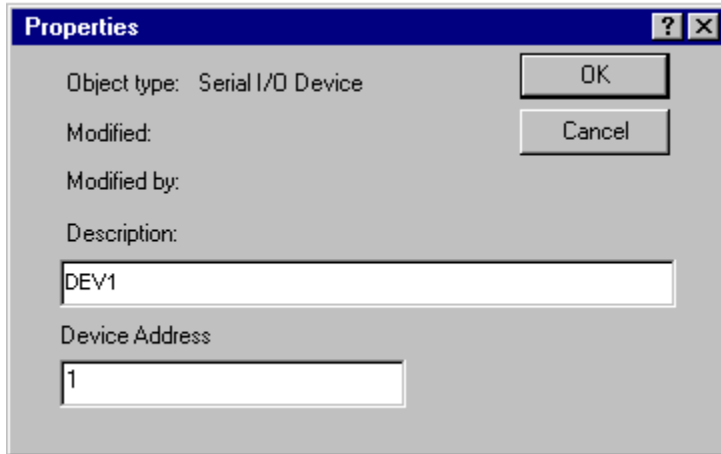 Properties
Object type: Serial I/O Device
OK
Modified:
Cancel
Modified by:
Description:
DEV1
Device Address
1